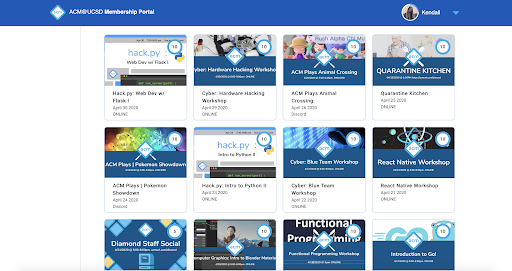 ACM@UCSD Membership Portal
Kendall
10
hack.py:
Web Dev w/
Flask I
Hack.py: Web Dev w/
Flask I
April 30 2020
ONLINE
10
Cyber: Hardware Hacking Workshop
Cyber: Hardware Hacking
Workshop
April 29 2020
ONLINE
Rush Alpha Chi Mu
10
ACM Plays Animal Crossing
ACM Plays Animal
Crossing
April 26 2020
Discord
10
QUARANTINE KITCHEN
Quarantine Kitchen
April 25 2020
ONLINE
10
ACM Plays | Pokemon Showdown
ACM Plays | Pokemon
Showdown
April 24 2020
Discord
10
hack.py:
Intro to Python II
Hack.py: Intro to Python II
April 23 2020
ONLINE
10
Cyber: Blue Team Workshop
Cyber: Blue Team
Workshop
April 22 2020
ONLINE
10
acm
React Native Workshop
React Native Workshop
April 21 2020
ONLINE
5
acm
Diamond Staff Social
10
Computer Graphics: Intro to Blender Materials
Functional
Programming
10
Functional Programming Workshop
10
acm
Introduction to Go!